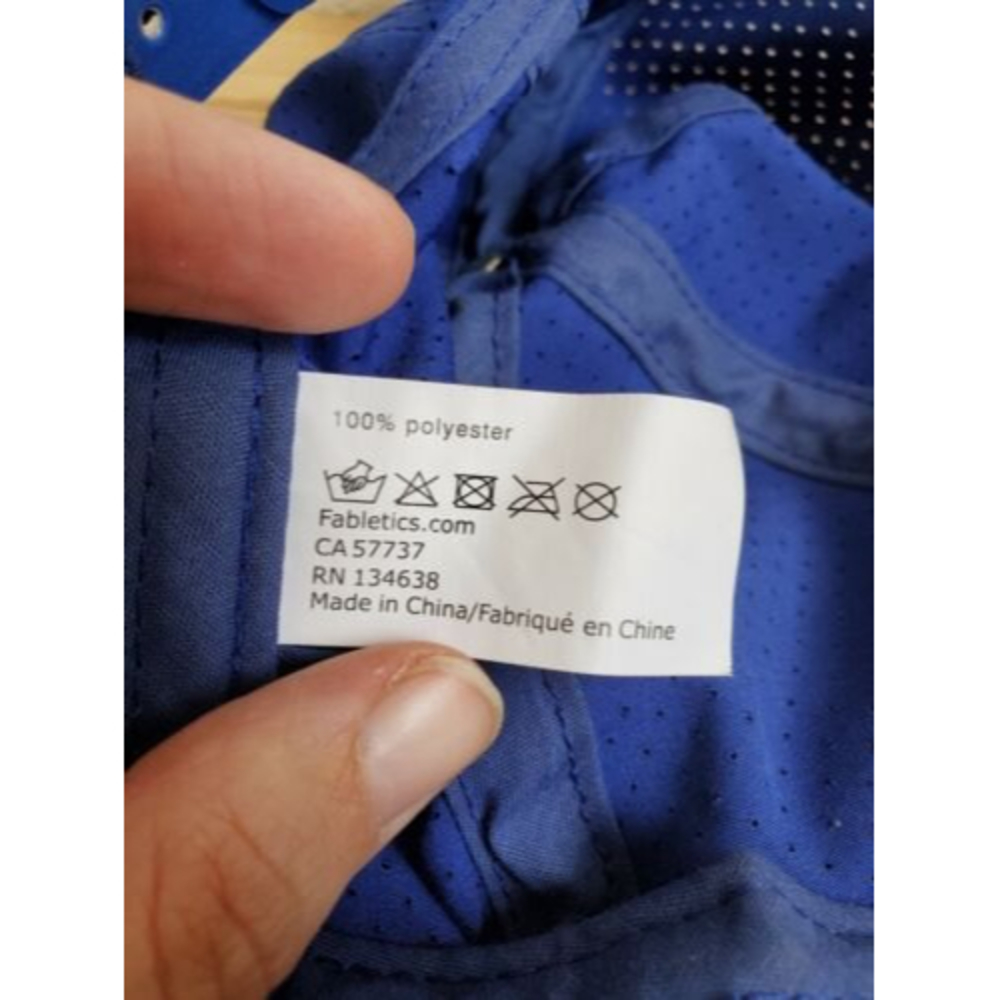 100% polyester
Fabletics.com
CA 57737
RN 134638
Made in China/Fabriqué en Chine